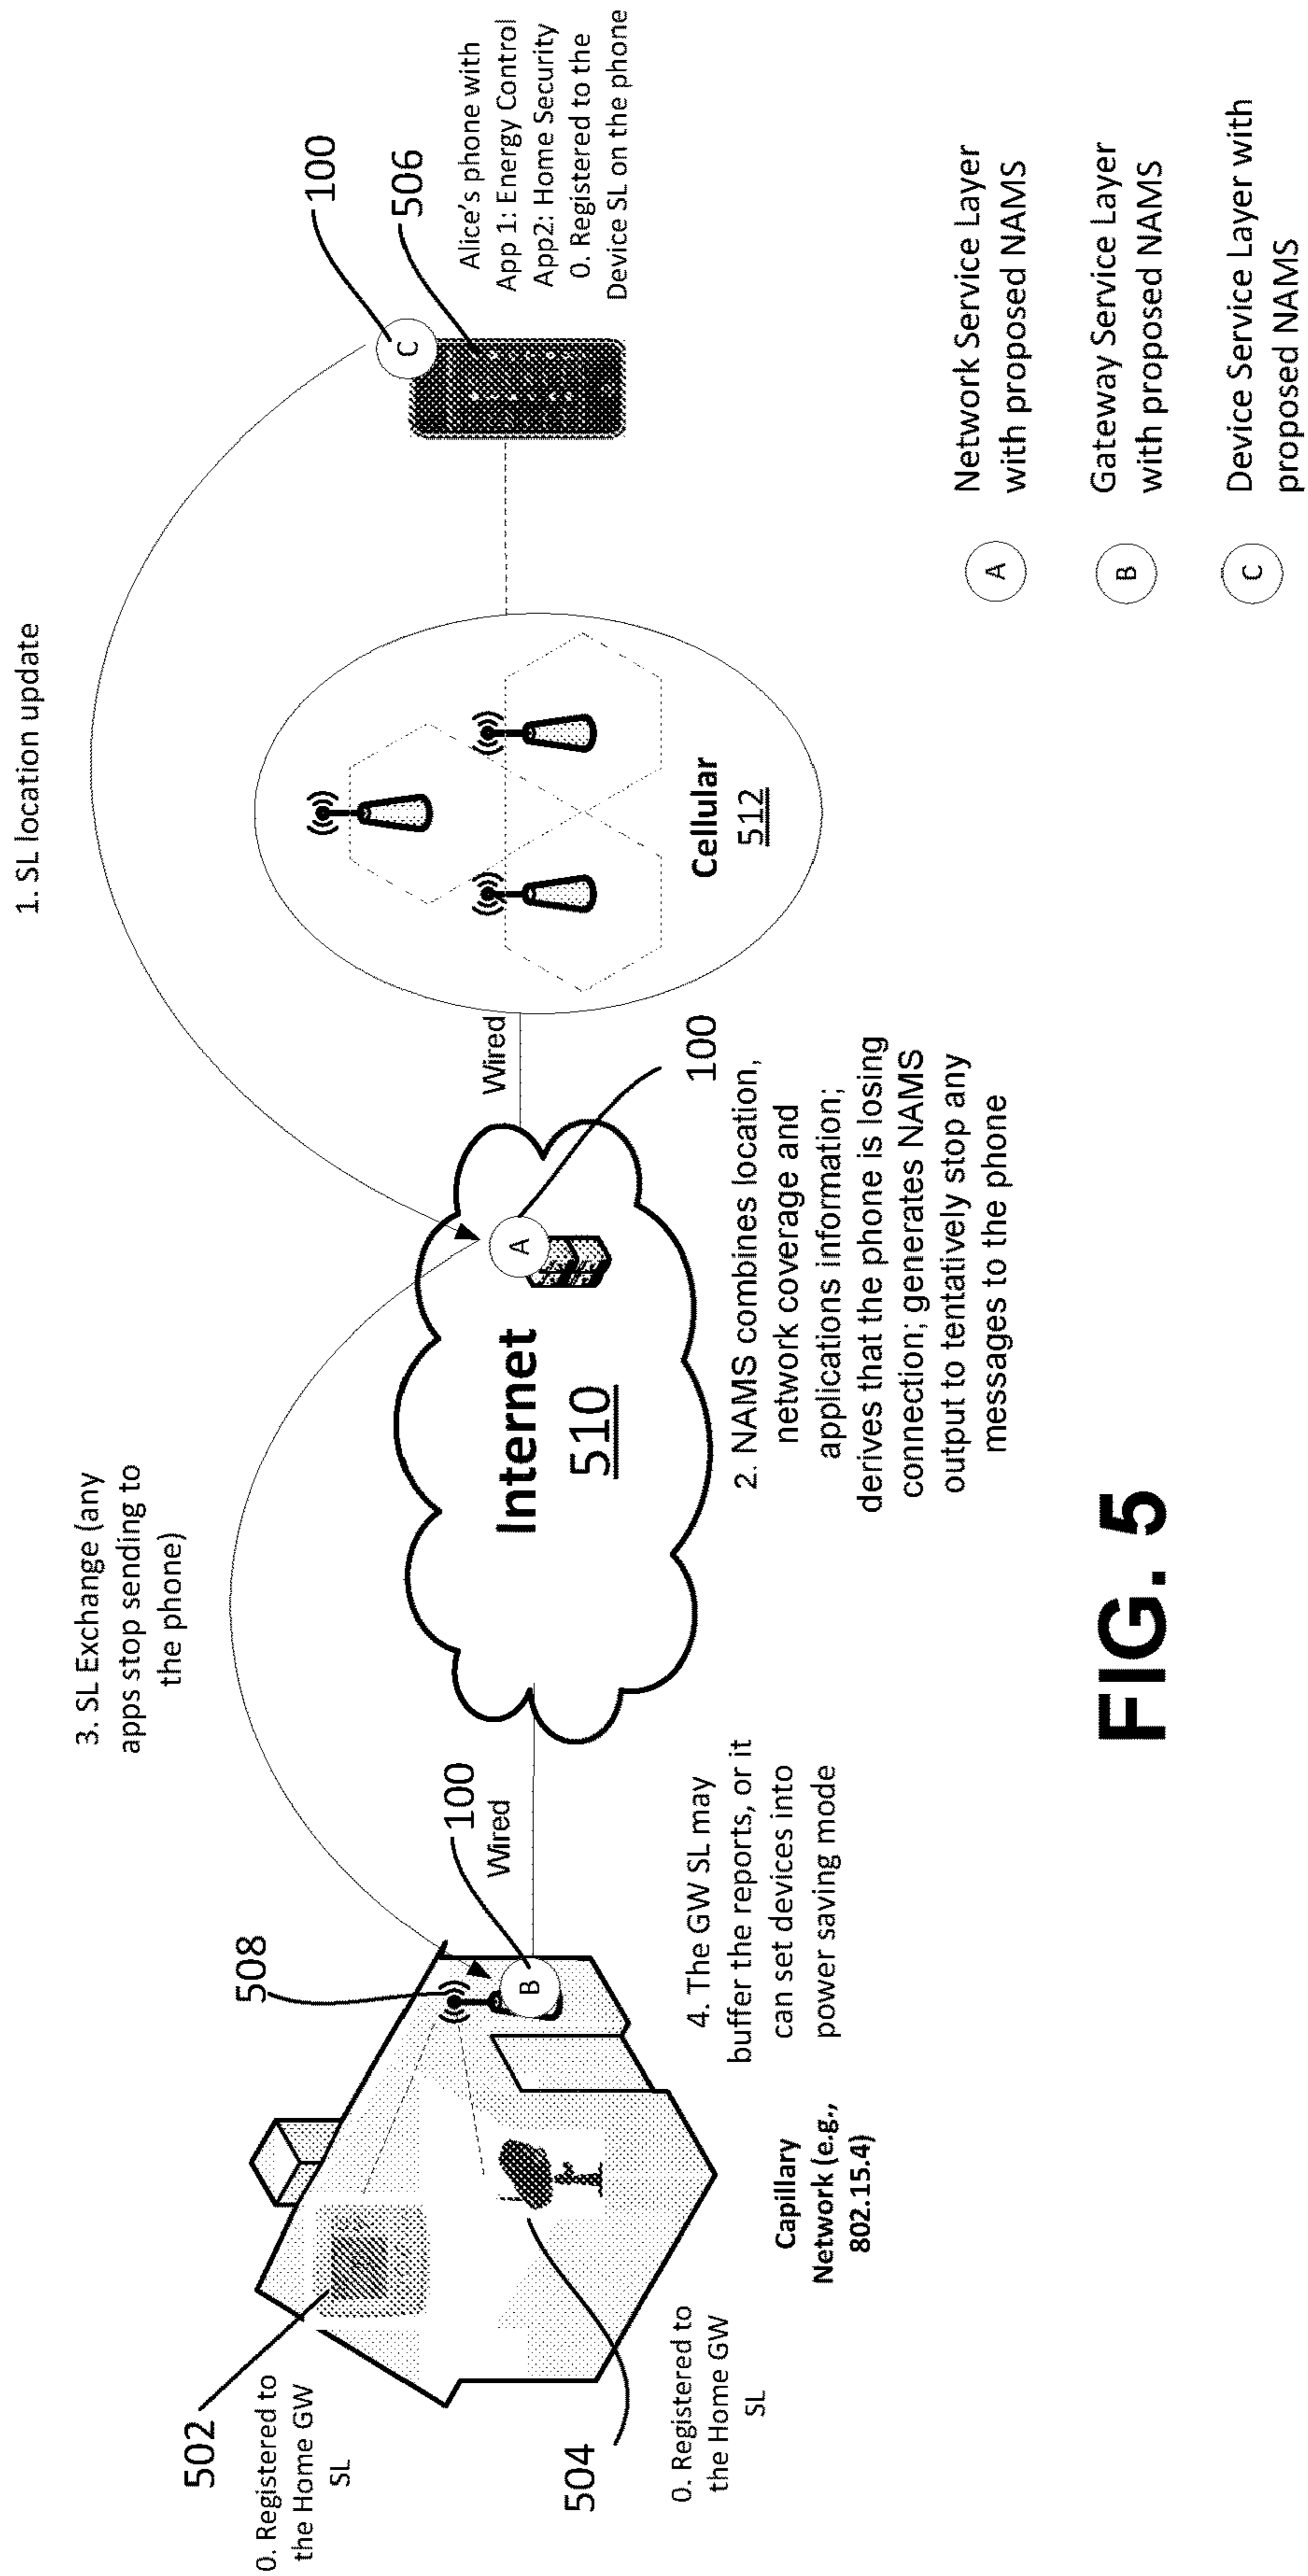 1. SL location update
3. SL Exchange (any
apps stop sending to
the phone)
100
506
Alice's phone with
App 1: Energy Control
App2: Home Security
0. Registered to the
Device SL on the phone
C
502
0. Registered to
the Home GW
SL
508
100
Wired
B
Internet
510
A
Wired
100
Cellular
512
504
0. Registered to
the Home GW
SL
Capillary
Network (e.g.,
802.15.4)
4. The GW SL may
buffer the reports, or it
can set devices into
power saving mode
2. NAMS combines location,
network coverage and
applications information;
derives that the phone is losing
connection; generates NAMS
output to tentatively stop any
messages to the phone
A
Network Service Layer
with proposed NAMS
B
Gateway Service Layer
with proposed NAMS
C
Device Service Layer with
proposed NAMS
FIG. 5